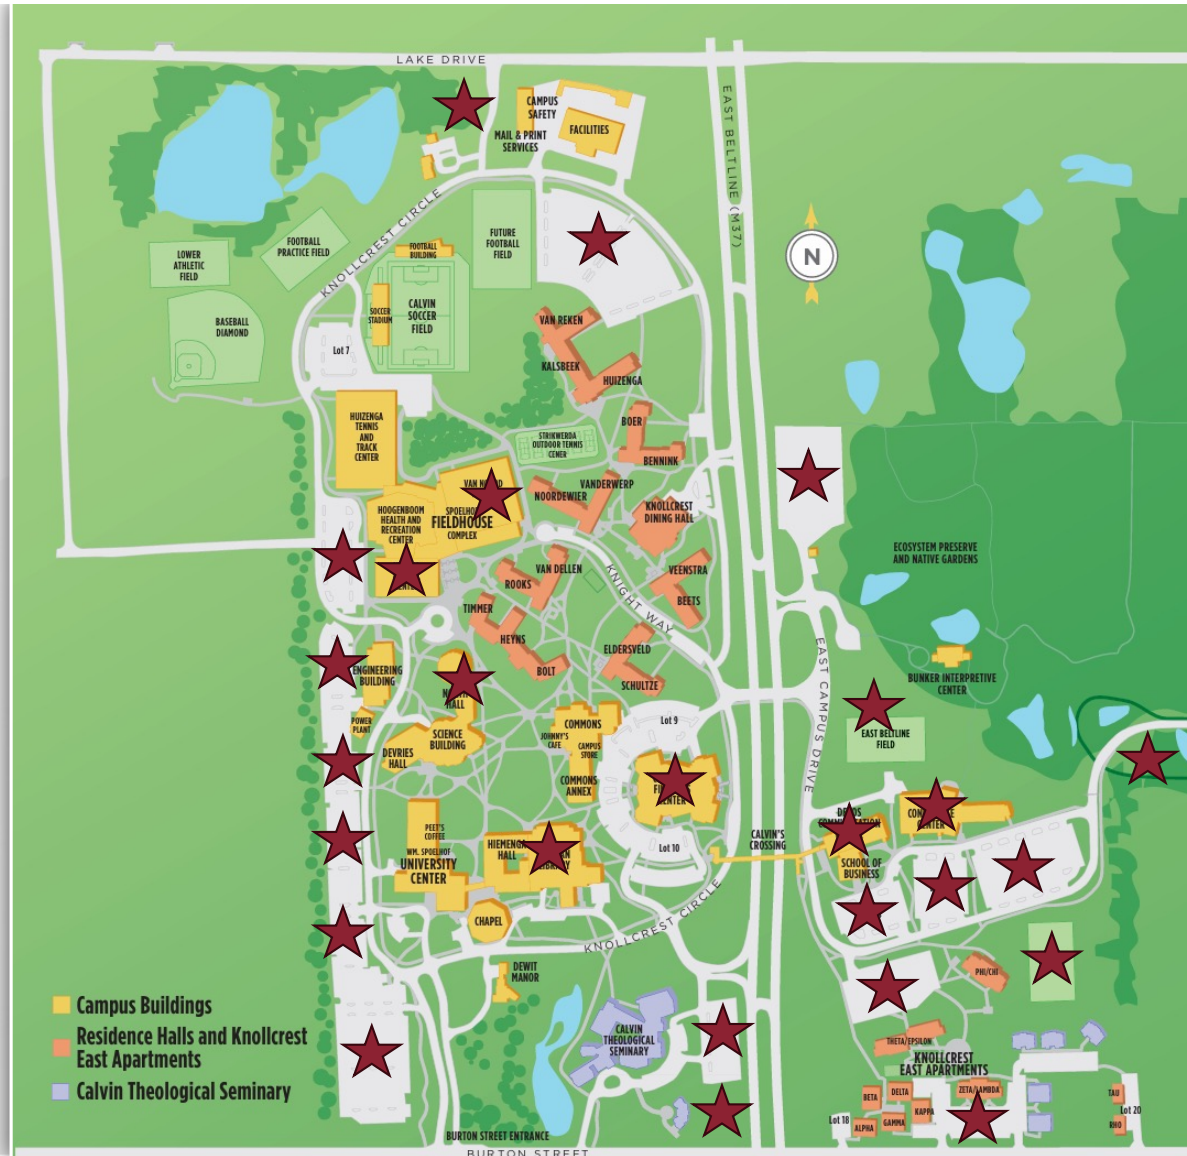 LAKE DRIVE
CAMPUS
SAFETY
FACILITIES
MAIL & PRINT
SERVICES
EAST BELTLINE (M37)
KNOLLCREST CIRCLE
FUTURE
FOOTBALL
FIELD
FOOTBALL
PRACTICE FIELD
FOOTBALL
BUILDING
LOWER
ATHLETIC
FIELD
N
SOCCER
STADIUM
CALVIN
SOCCER
FIELD
BASEBALL
DIAMOND
Lot 7
VAN REKEN
KALSBEEK
HUIZENGA
HUIZENGA
TENNIS
AND
TRACK
CENTER
BOER
BENNINK
STRIKWERDA
OUTDOOR TENNIS
CENER
VANDERWERP
NOORDEWIER
KNOLLCREST
DINING HALL
HOOGENBOOM
HEALTH AND
RECREATION
CENTER
FIELDHOUSE
COMPLEX
ECOSYSTEM PRESERVE
AND NATIVE GARDENS
VAN DELLEN
ROOKS
KNIGHT WAY
VEENSTRA
BEETS
TIMMER
HEYNS
BOLT
ELDERSVELD
SCHULTZE
EAST CAMPUS DRIVE
BUNKER INTERPRETIVE
CENTER
ENGINEERING
BUILDING
HALL
POWER
PLANT
SCIENCE
BUILDING
DEVRIES
HALL
COMMONS
JOHNNY'S
CAFE
CAMPUS
STORE
COMMONS
ANNEX
Lot 9
EAST BELTLINE
FIELD
PEET'S
COFFEE
WM. SPOELHOF
UNIVERSITY
CENTER
HIEMENGA
HALL
Lot 10
CALVIN'S
CROSSING
SCHOOL OF
BUSINESS
CHAPEL
KNOLLCREST CIRCLE
DEWIT
MANOR
PHI/CHI
Campus Buildings
Residence Halls and Knollcrest
East Apartments
Calvin Theological Seminary
CALVIN
THEOLOGICAL
SEMINARY
THETA/EPSILON
KNOLLCREST
EAST APARTMENTS
BETA
DELTA
ZETA/LAMBDA
KAPPA
GAMMA
ALPHA
Lot 18
TAU
Lot 20
RHO
BURTON STREET ENTRANCE
BURTON STREET